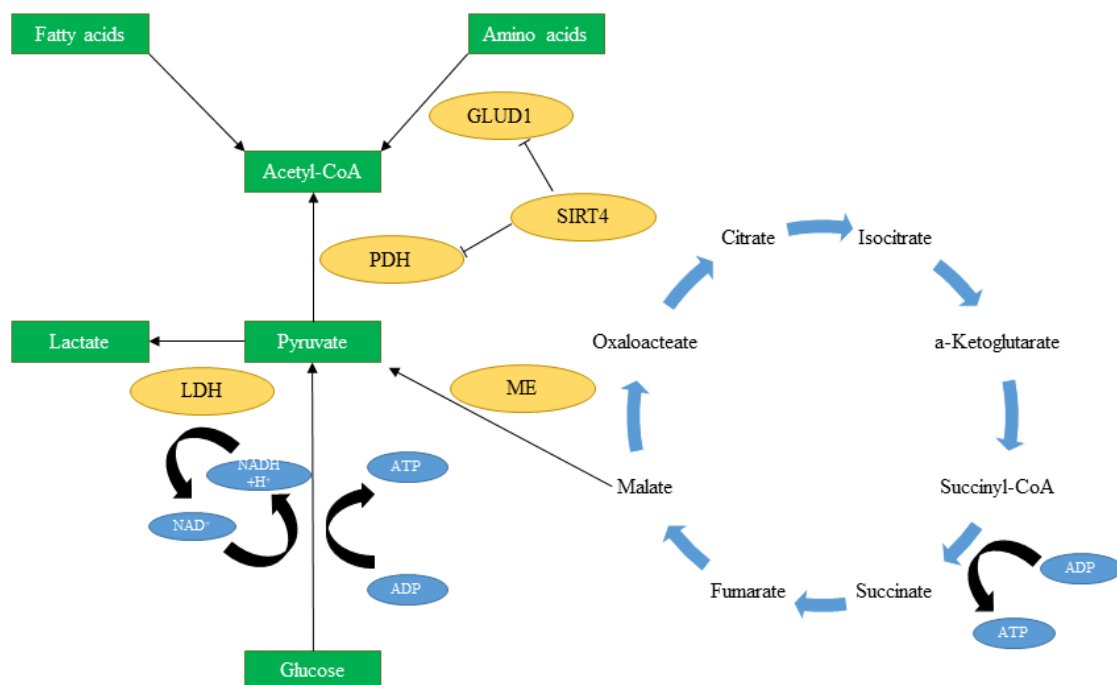 Fatty acids
Amino acids
GLUD1
Acetyl-CoA
SIRT4
PDH
Citrate
Isocitrate
Lactate
Pyruvate
Oxaloacteate
a-Ketoglutarate
LDH
ME
NADH
+H⁺
ATP
Malate
Succinyl-CoA
NAD⁺
ADP
Fumarate
Succinate
ADP
ATP
Glucose